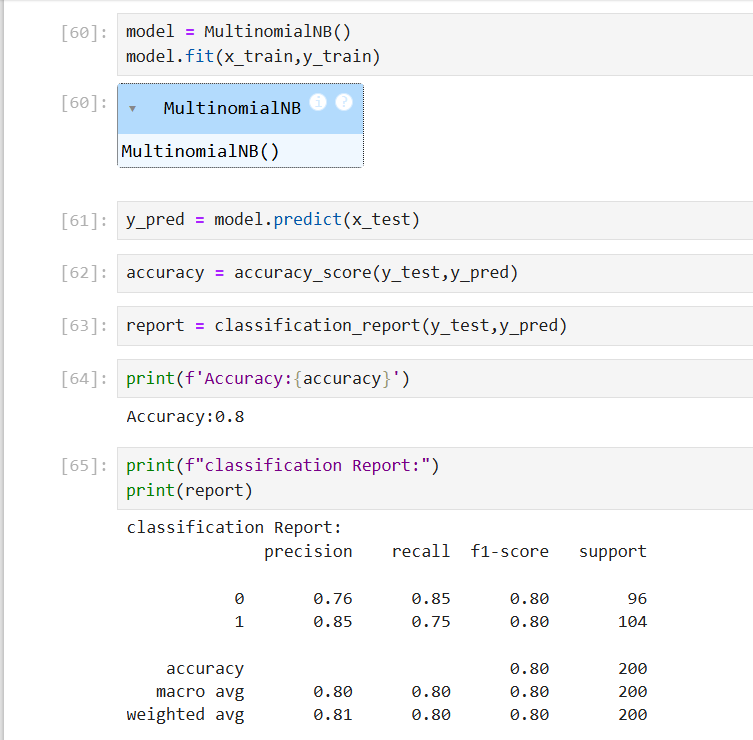 [60]: model = MultinomialNB()
model.fit(x_train,y_train)
[60]: ▾ MultinomialNB i ?
MultinomialNB()
[61]: y_pred = model.predict(x_test)
[62]: accuracy = accuracy_score(y_test,y_pred)
[63]: report = classification_report(y_test,y_pred)
[64]: print(f'Accuracy:{accuracy}')
Accuracy:0.8
[65]: print(f"classification Report:")
print(report)
classification Report:
precision recall f1-score support
0 0.76 0.85 0.80 96
1 0.85 0.75 0.80 104
accuracy 0.80 200
macro avg 0.80 0.80 0.80 200
weighted avg 0.81 0.80 0.80 200